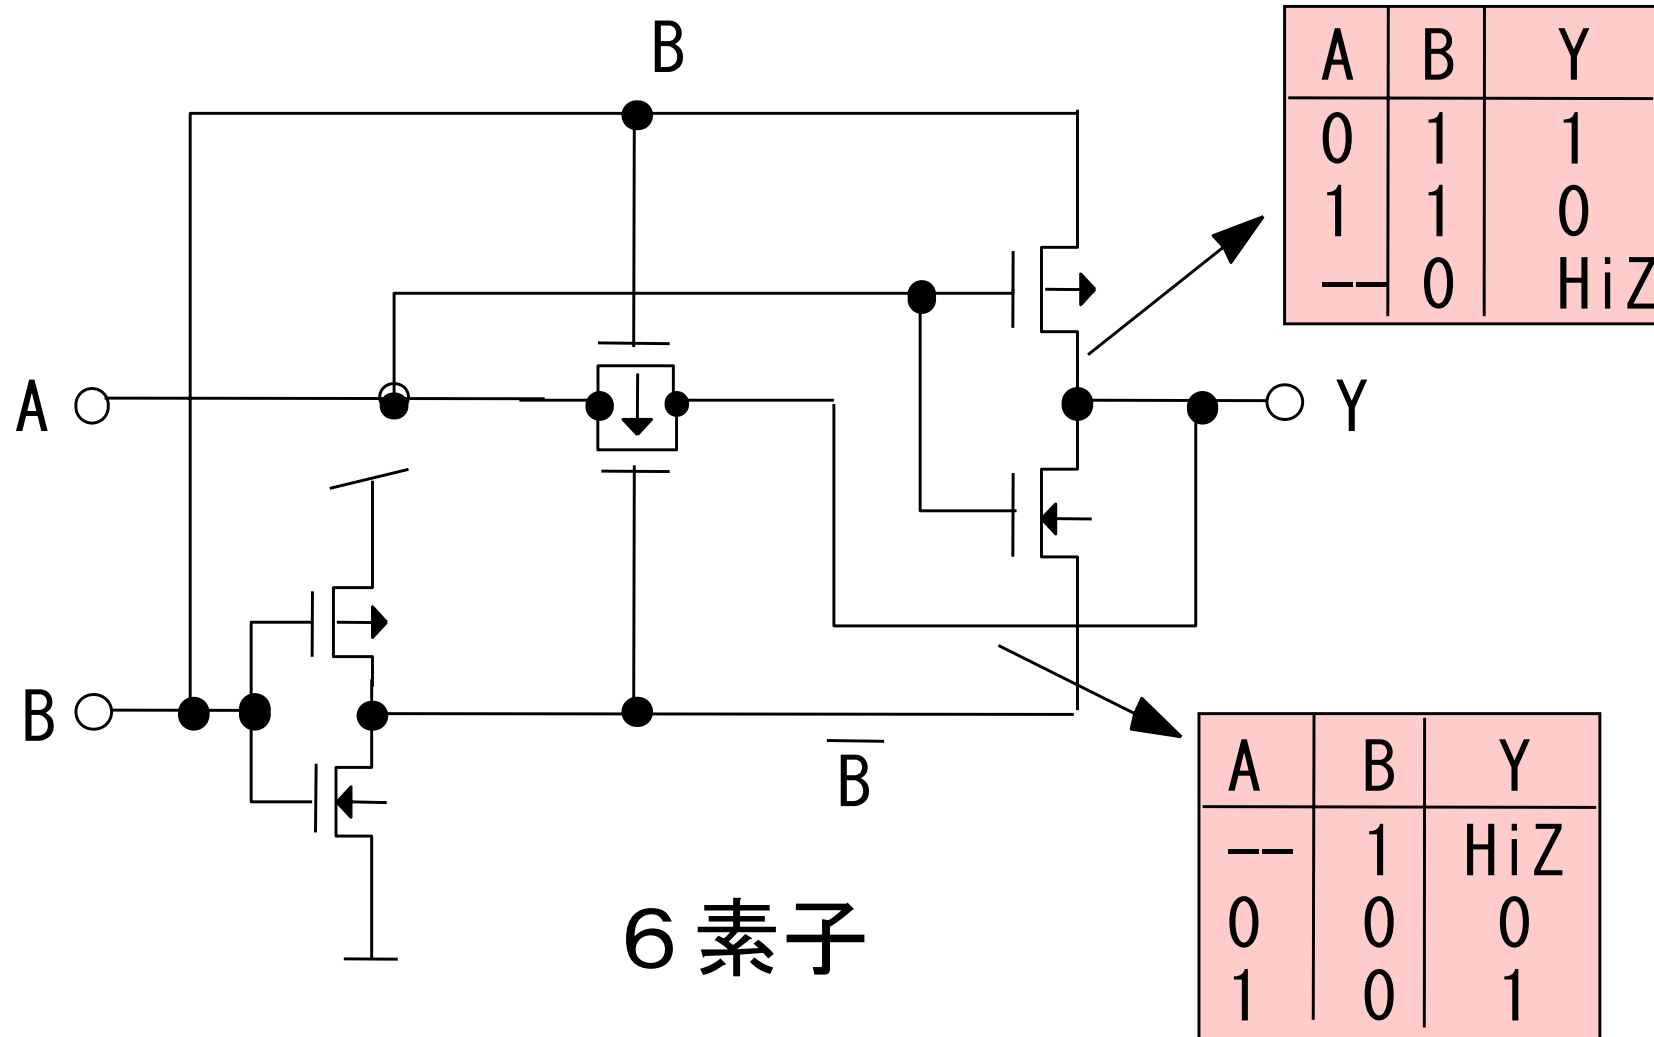 B
A B Y
0 1 1
1 1 0
-- 0 HiZ
A
Y
B
B̅
A B Y
-- 1 HiZ
0 0 0
1 0 1
６素子